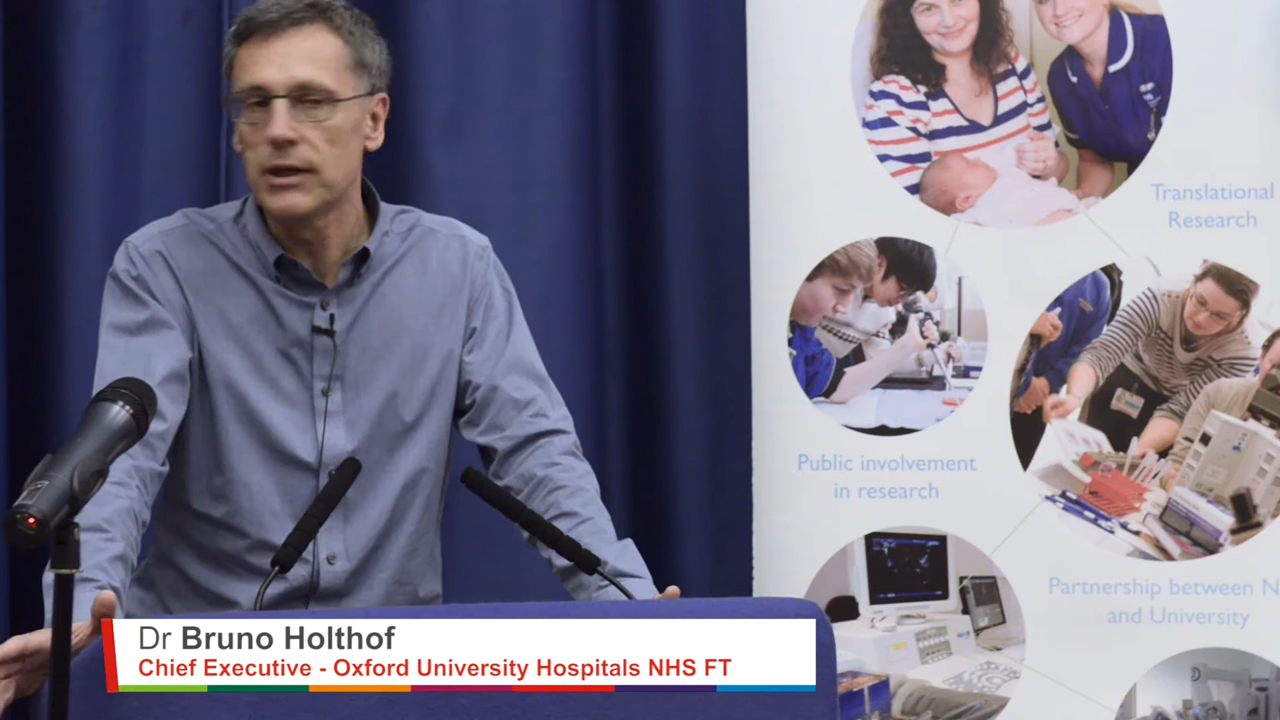 Translational
Research
Public involvement
in research
Partnership between N
and University
Dr Bruno Holthof
Chief Executive - Oxford University Hospitals NHS FT